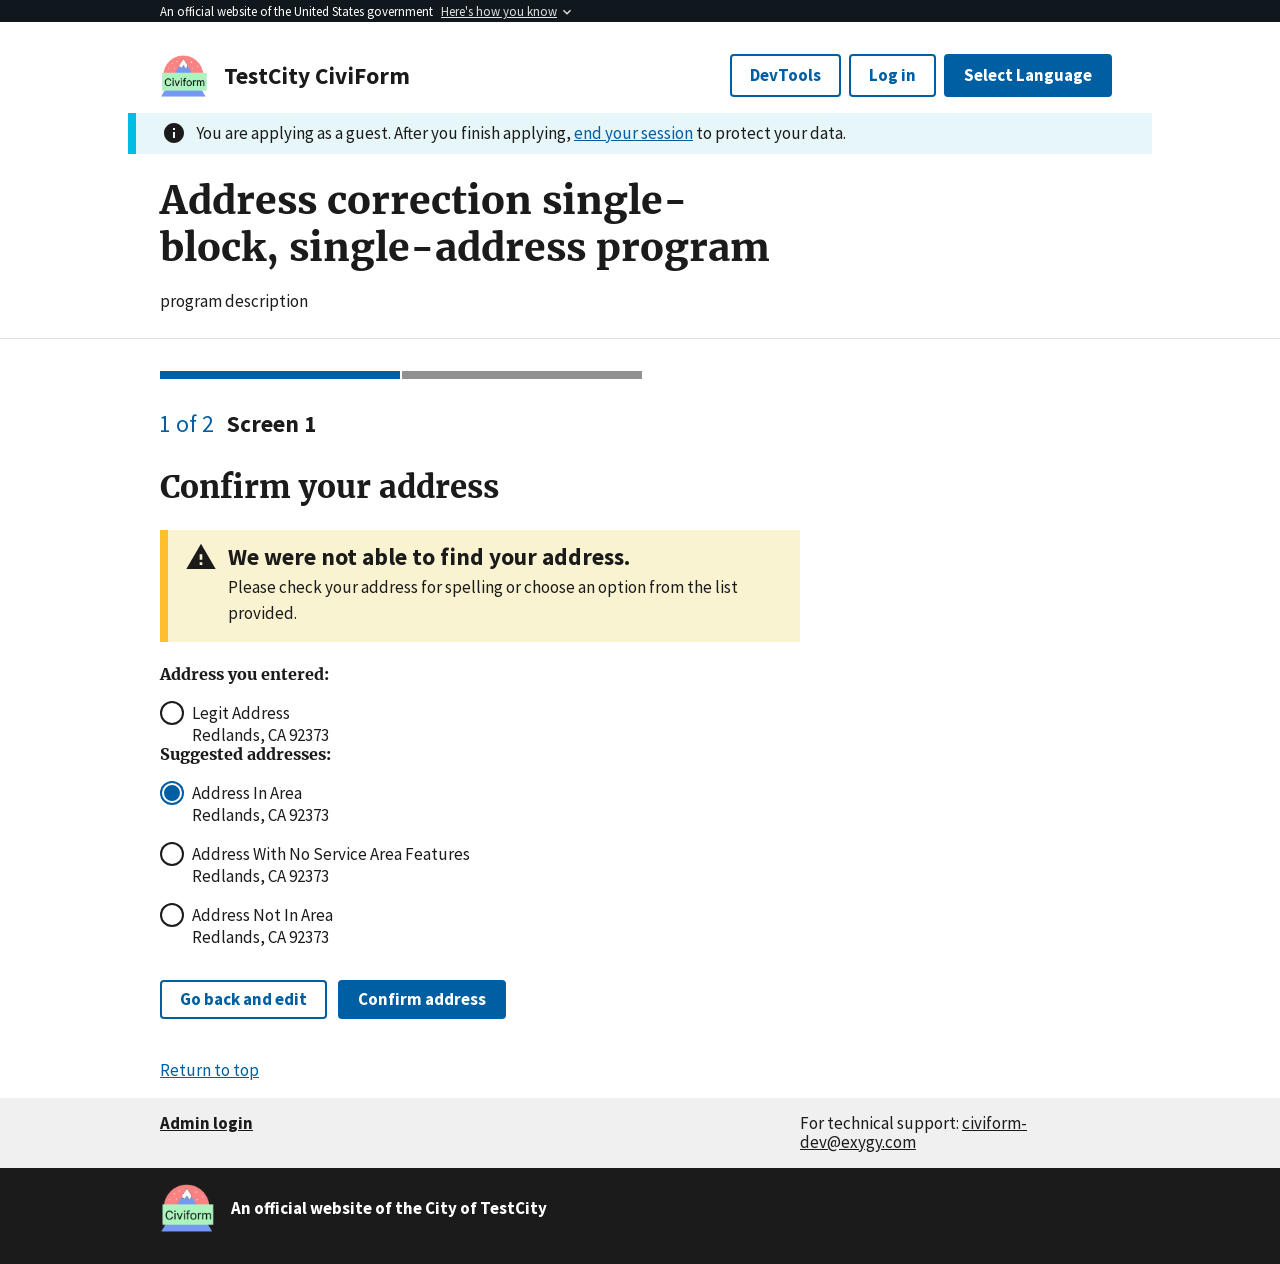 An official website of the United States government Here's how you know
Civiform
TestCity CiviForm
DevTools
Log in
Select Language
You are applying as a guest. After you finish applying, end your session to protect your data.
Address correction single-
block, single-address program
program description
1 of 2 Screen 1
Confirm your address
We were not able to find your address.
Please check your address for spelling or choose an option from the list
provided.
Address you entered:
Legit Address
Redlands, CA 92373
Suggested addresses:
Address In Area
Redlands, CA 92373
Address With No Service Area Features
Redlands, CA 92373
Address Not In Area
Redlands, CA 92373
Go back and edit
Confirm address
Return to top
Admin login
For technical support: civiform-
dev@exygy.com
Civiform
An official website of the City of TestCity